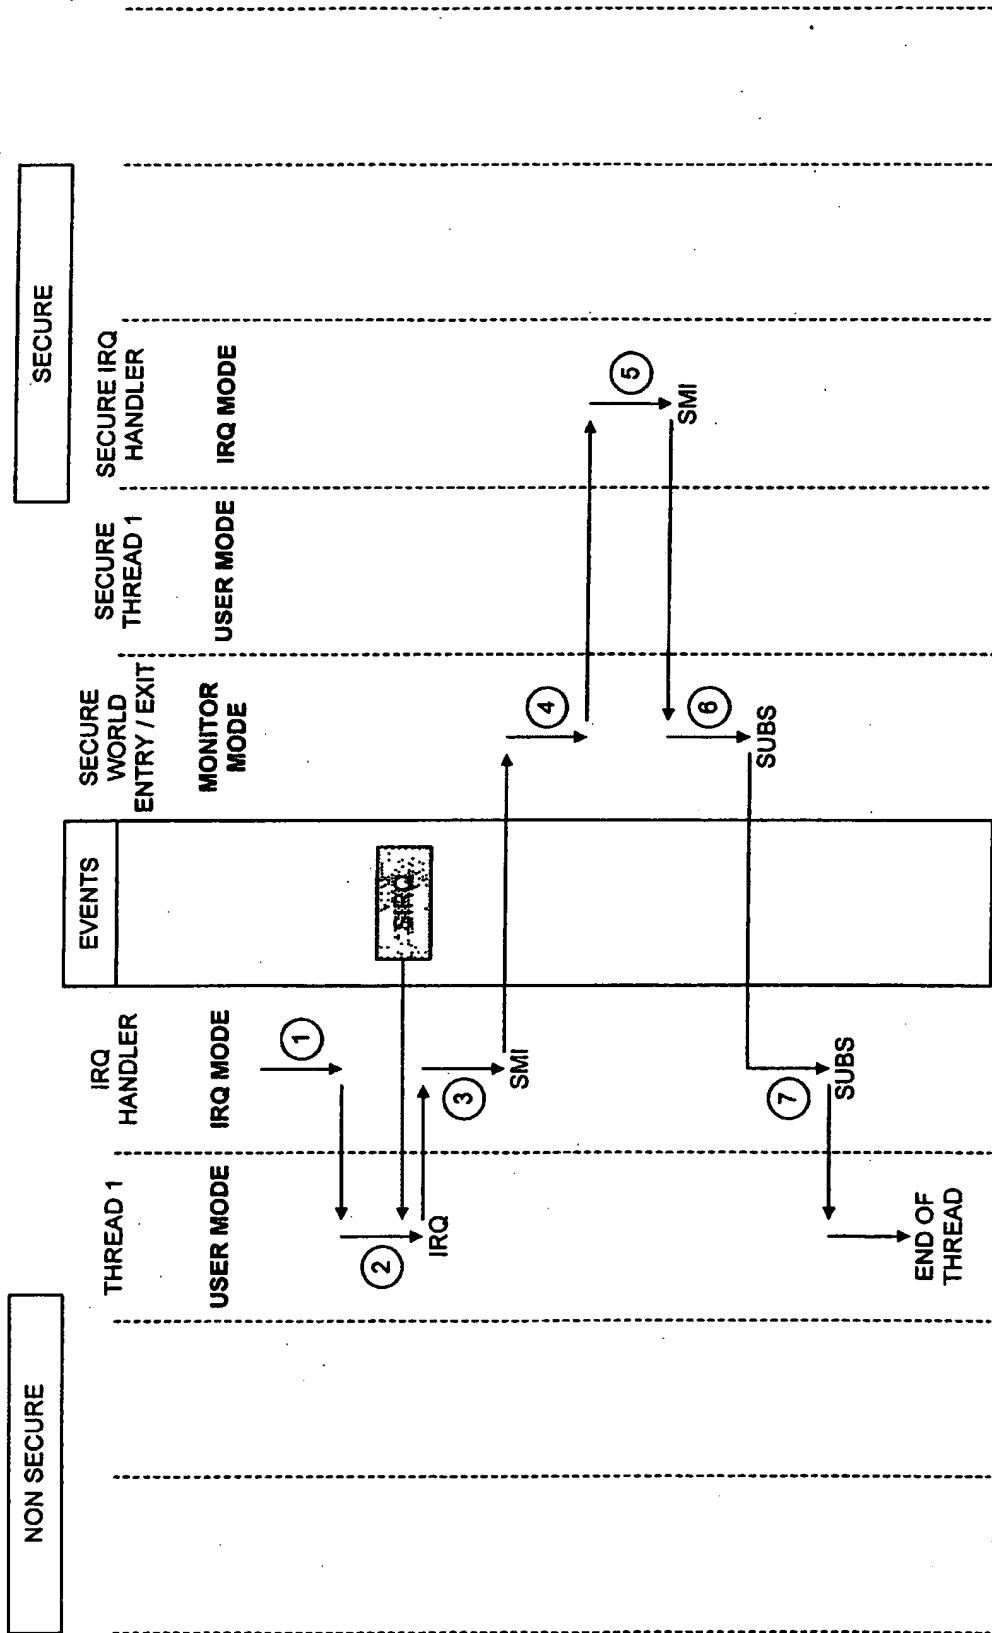 NON SECURE
SECURE
THREAD 1
IRQ
HANDLER
EVENTS
SECURE
WORLD
ENTRY / EXIT
SECURE
THREAD 1
SECURE IRQ
HANDLER
USER MODE
IRQ MODE
MONITOR
MODE
USER MODE
IRQ MODE
1
2
SIRQ
IRQ
3
SMI
4
5
SMI
6
SUBS
7
SUBS
END OF
THREAD